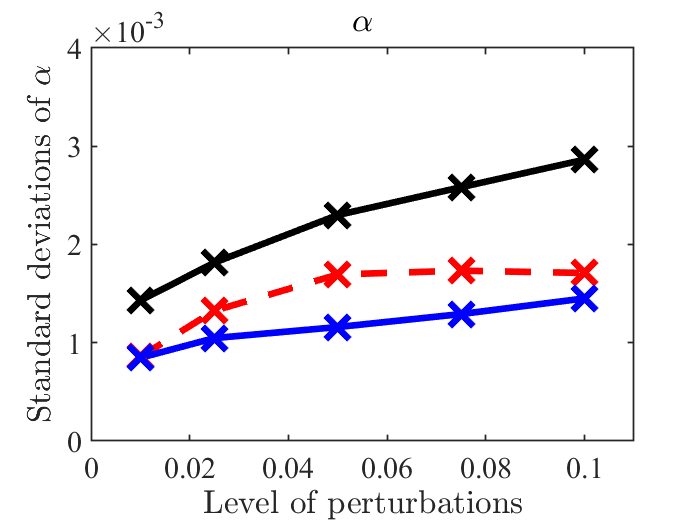 α
×10⁻³
4
3
2
1
0
Standard deviations of α
0 0.02 0.04 0.06 0.08 0.1
Level of perturbations